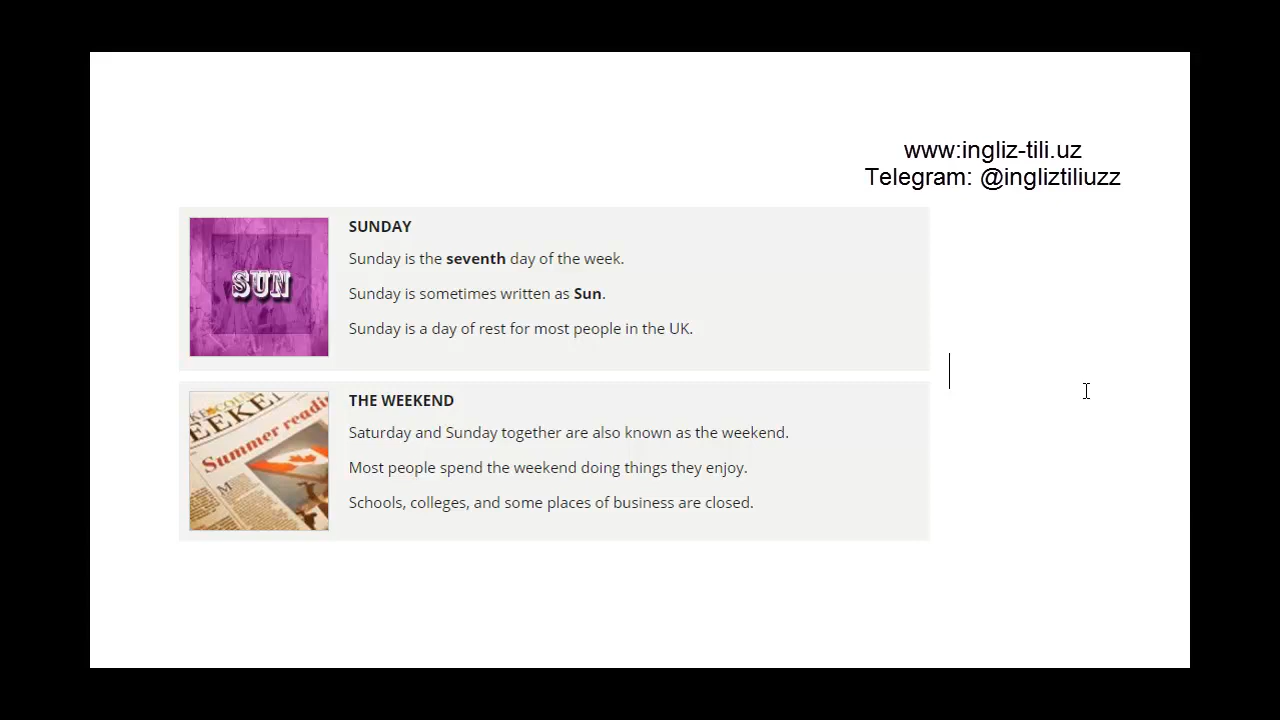 www:ingliz-tili.uz
Telegram: @ingliztiliuzz
SUN
SUNDAY
Sunday is the seventh day of the week.
Sunday is sometimes written as Sun.
Sunday is a day of rest for most people in the UK.
Summer readi
THE WEEKEND
Saturday and Sunday together are also known as the weekend.
Most people spend the weekend doing things they enjoy.
Schools, colleges, and some places of business are closed.